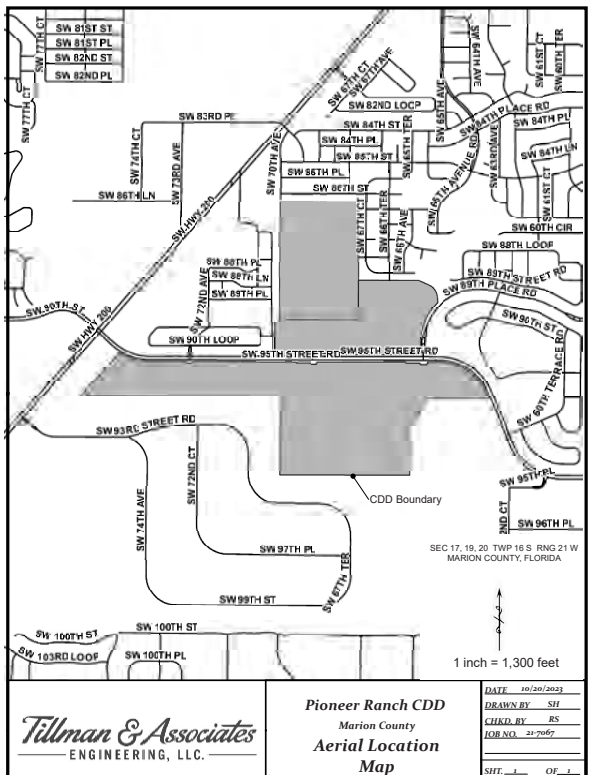 SW 77TH CT
SW 81ST ST
SW 81ST PL
SW 82ND ST
SW 82ND PL
SW 77TH CT
SW 67TH CT
SW 67TH AVE
SW 82ND LOOP
SW 65TH AVE
SW 64TH AVE
SW 61ST CT
SW 60TH TER
SW 83RD PL
SW 84TH ST
SW 84TH PLACE RD
SW 84TH PL
SW 84TH PL
SW 74TH CT
SW 73RD AVE
SW 70TH AVE
SW 85TH ST
SW 65TH TER
SW 63RD AVE
SW 84TH LN
SW 86TH PL
SW 86TH LN
SW 86TH ST
SW 65TH AVENUE RD
SW 61ST CT
SW HWY 200
SW 67TH CT
SW 66TH TER
SW 66TH AVE
SW 60TH CIR
SW 88TH LOOP
SW 88TH PL
SW 88TH LN
SW 89TH PL
SW 72ND AVE
SW 89TH STREET RD
SW 89TH PLACE RD
SW 90TH ST
SW HWY 200
SW 90TH LOOP
SW 95TH STREET RD
SW 95TH STREET RD
SW 90TH ST
SW 60TH TERRACE RD
SW 93RD STREET RD
SW 74TH AVE
SW 72ND CT
CDD Boundary
SW 95TH PL
2ND CT
SW 96TH PL
SW 97TH PL
SW 67TH TER
SW 99TH ST
SEC 17, 19, 20 TWP 16 S RNG 21 W
MARION COUNTY, FLORIDA
SW 100TH ST
SW 100TH ST
SW 103RD LOOP
SW 100TH PL
1 inch = 1,300 feet
Tillman & Associates
ENGINEERING, LLC.
Pioneer Ranch CDD
Marion County
Aerial Location
Map
DATE 10/20/2023
DRAWN BY SH
CHKD. BY RS
JOB NO. 21-7067
SHT. 1 OF 1